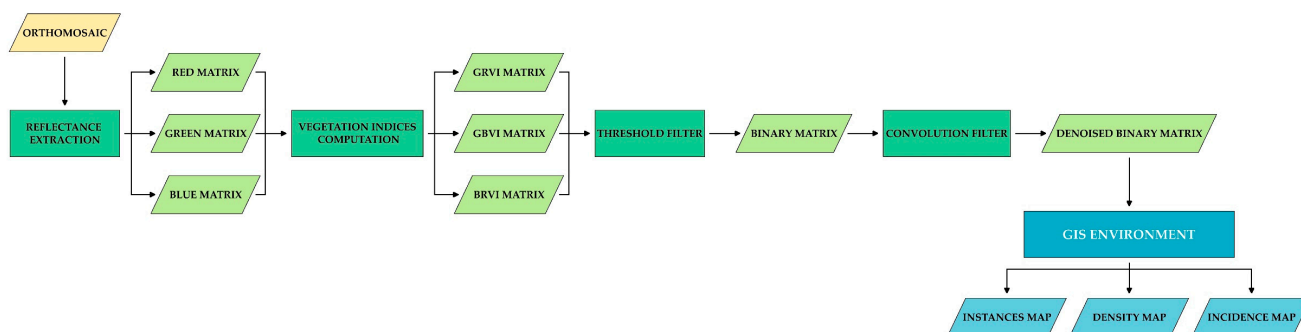 ORTHOMOSAIC
REFLECTANCE
EXTRACTION
RED MATRIX
GREEN MATRIX
BLUE MATRIX
VEGETATION INDICES
COMPUTATION
GRVI MATRIX
GBVI MATRIX
BRVI MATRIX
THRESHOLD FILTER
BINARY MATRIX
CONVOLUTION FILTER
DENOISED BINARY MATRIX
GIS ENVIRONMENT
INSTANCES MAP
DENSITY MAP
INCIDENCE MAP